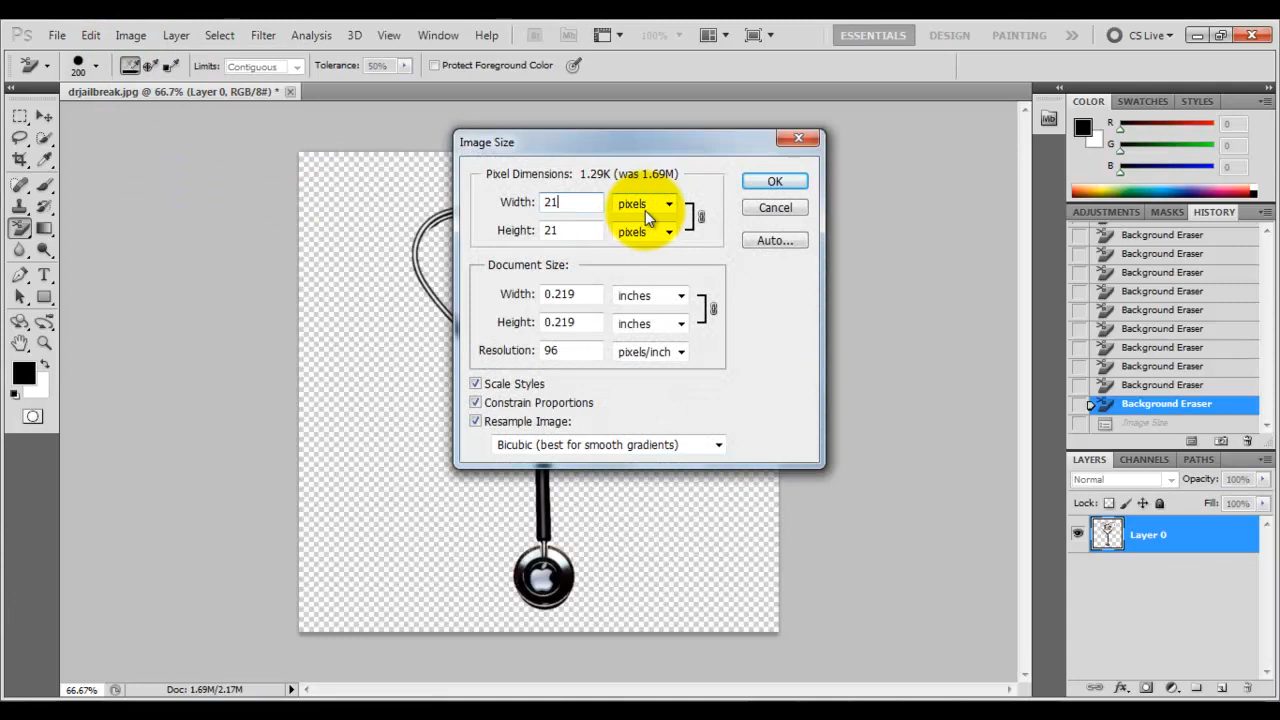 Ps File Edit Image Layer Select Filter Analysis 3D View Window Help Br Mb 100% ESSENTIALS DESIGN PAINTING CS Live
200 Limits: Contiguous Tolerance: 50% Protect Foreground Color
drjailbreak.jpg @ 66.7% (Layer 0, RGB/8#) *
Image Size
Pixel Dimensions: 1.29K (was 1.69M)
Width: 21 pixels
Height: 21 pixels
Document Size:
Width: 0.219 inches
Height: 0.219 inches
Resolution: 96 pixels/inch
Scale Styles
Constrain Proportions
Resample Image:
Bicubic (best for smooth gradients)
OK
Cancel
Auto...
T
Mb
COLOR SWATCHES STYLES
R 0
G 0
B 0
ADJUSTMENTS MASKS HISTORY
Background Eraser
Background Eraser
Background Eraser
Background Eraser
Background Eraser
Background Eraser
Background Eraser
Background Eraser
Background Eraser
Background Eraser
Image Size
LAYERS CHANNELS PATHS
Normal Opacity: 100%
Lock: Fill: 100%
Layer 0
fx
66.67% Doc: 1.69M/2.17M